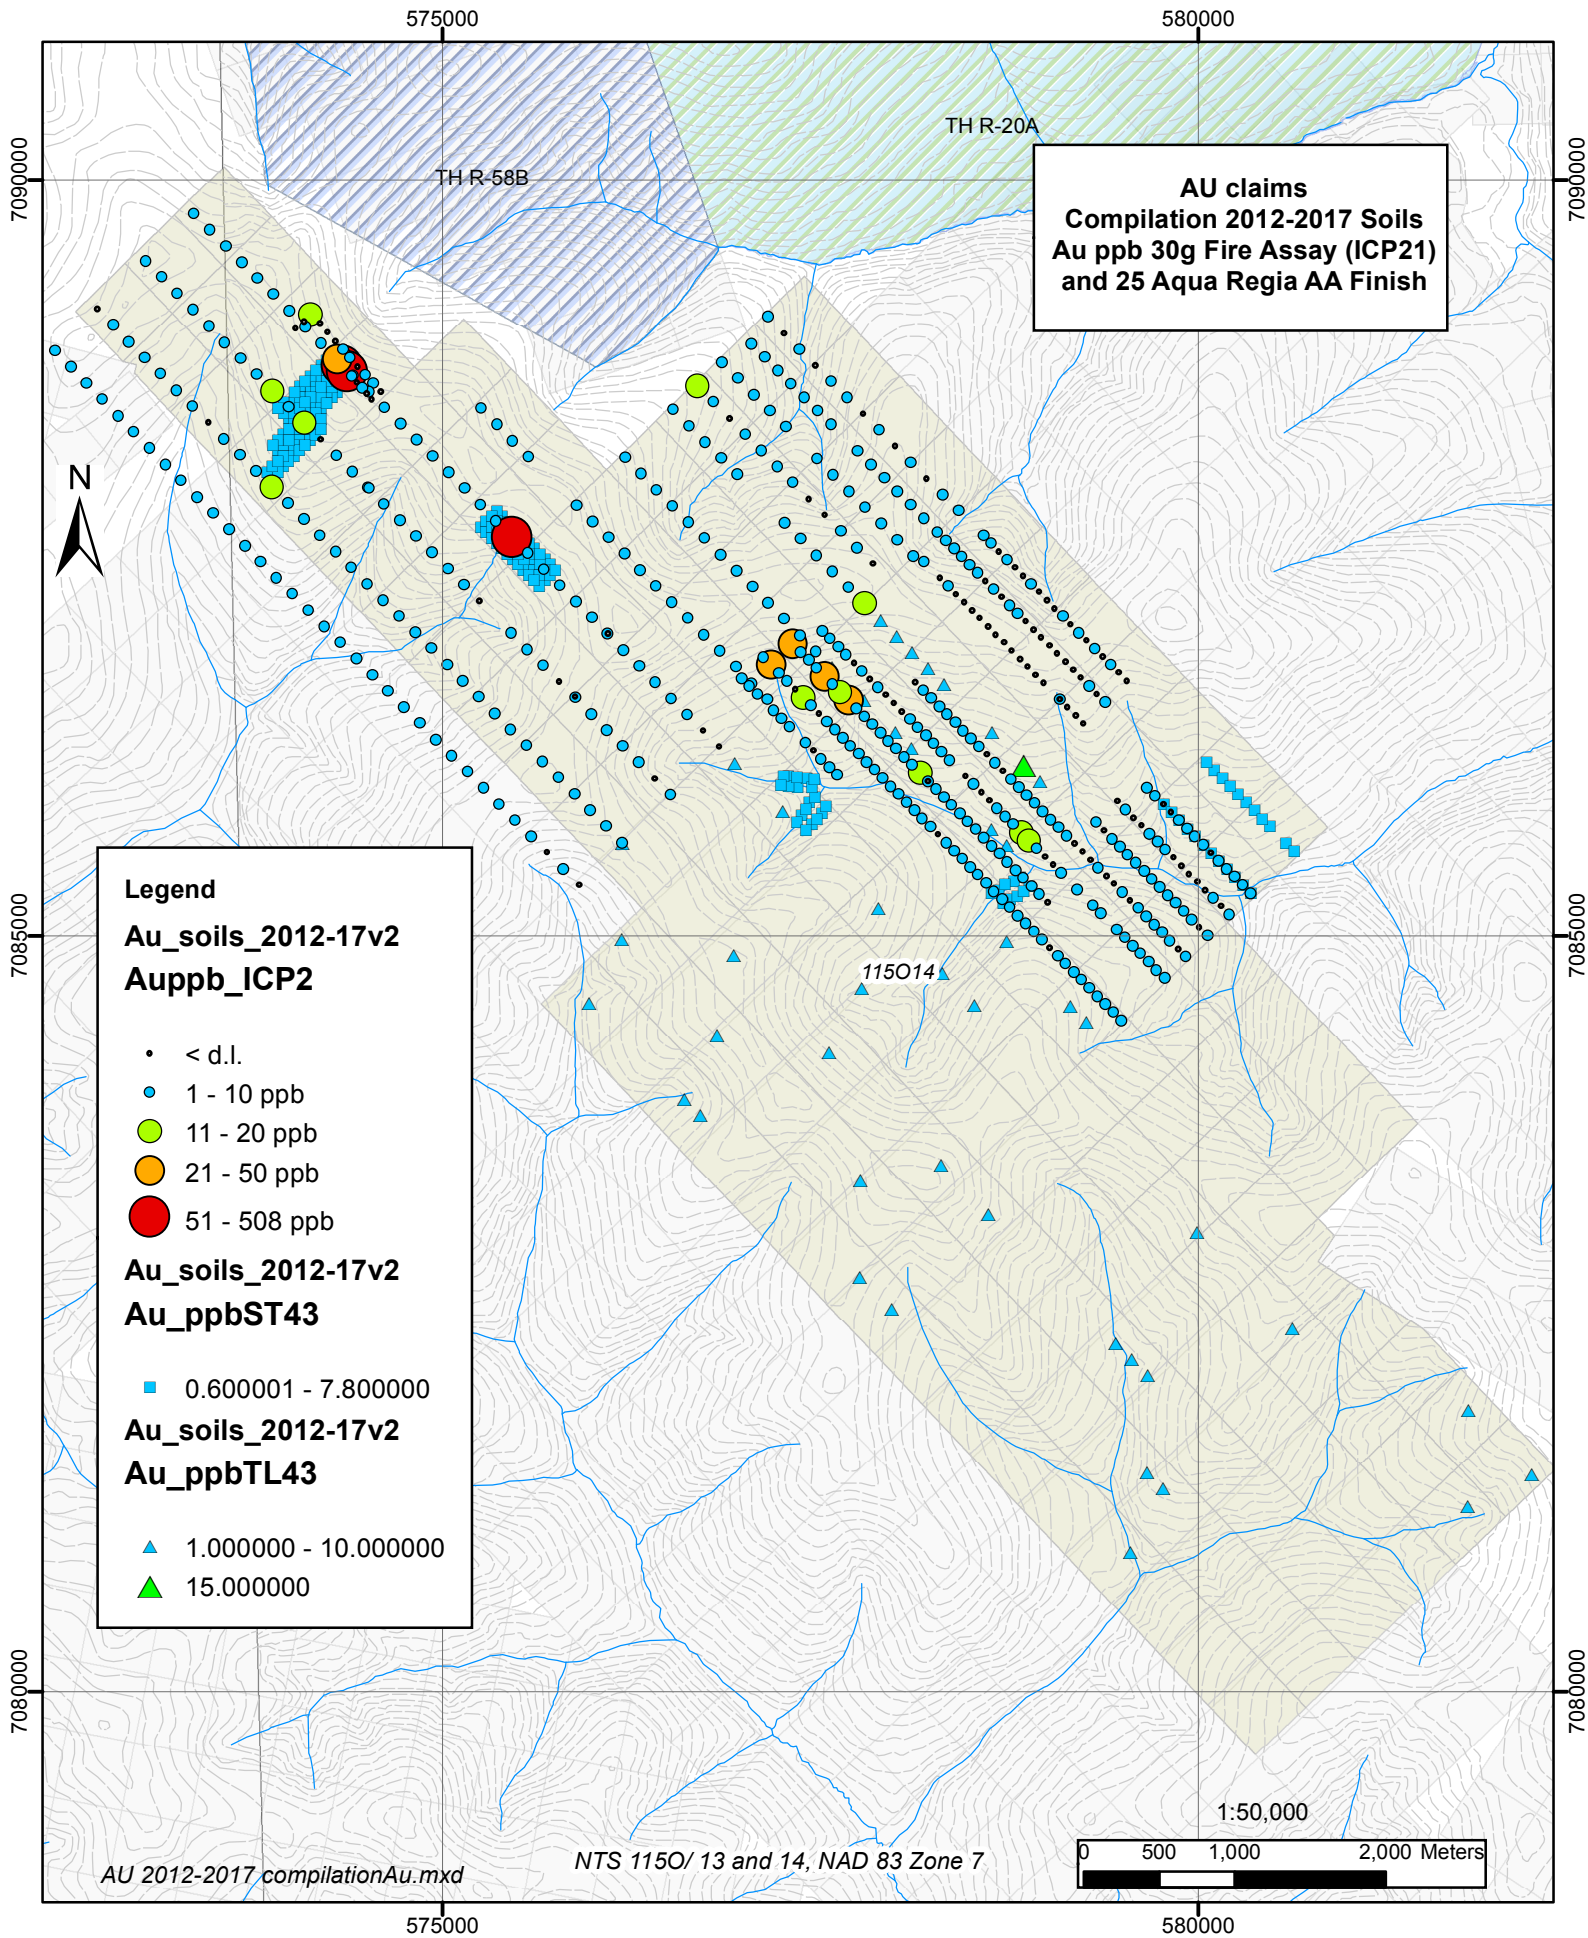 575000
580000
TH R-20A
TH R-58B
7090000
7090000
AU claims
Compilation 2012-2017 Soils
Au ppb 30g Fire Assay (ICP21)
and 25 Aqua Regia AA Finish
N
Legend
Au_soils_2012-17v2
Auppb_ICP2
< d.l.
1 - 10 ppb
11 - 20 ppb
21 - 50 ppb
51 - 508 ppb
Au_soils_2012-17v2
Au_ppbST43
0.600001 - 7.800000
Au_soils_2012-17v2
Au_ppbTL43
1.000000 - 10.000000
15.000000
7085000
7085000
115O14
7080000
7080000
1:50,000
0 500 1,000 2,000 Meters
AU 2012-2017 compilationAu.mxd
NTS 115O/ 13 and 14, NAD 83 Zone 7
575000
580000